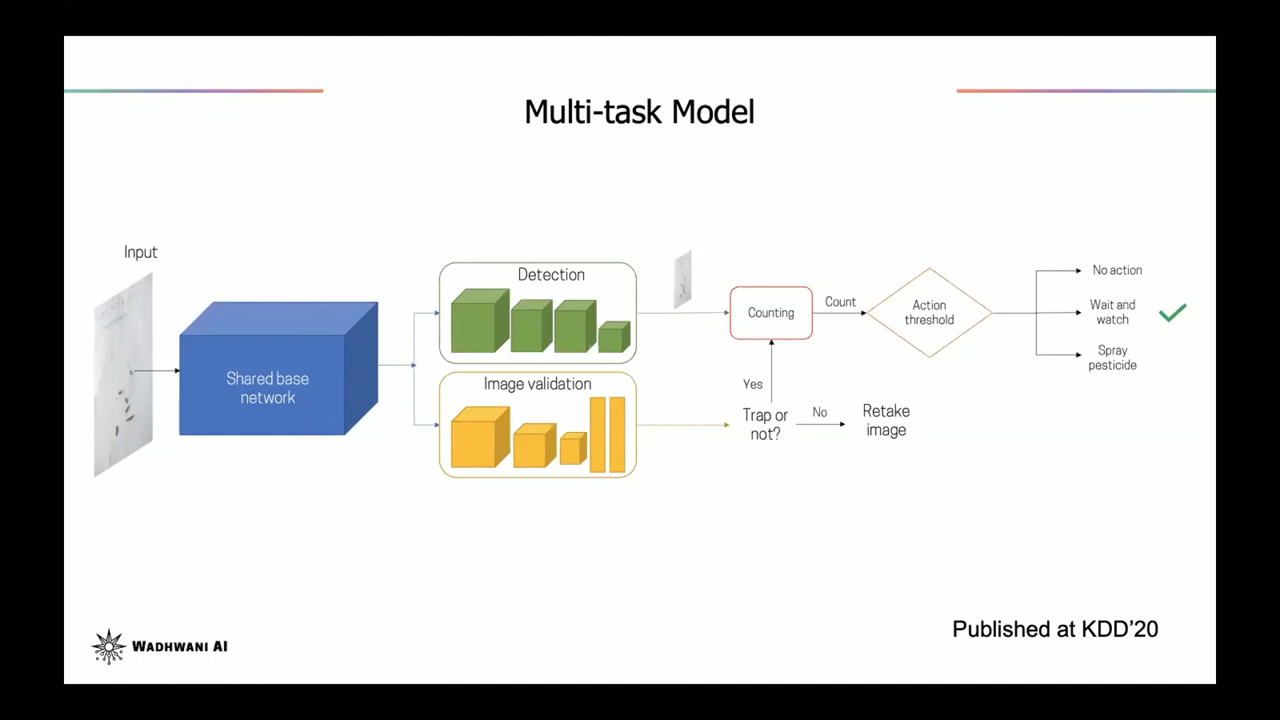 Multi-task Model
Input
Shared base
network
Detection
Image validation
Counting
Count
Action
threshold
No action
Wait and
watch
Spray
pesticide
Yes
Trap or
not?
No
Retake
image
WADHWANI AI
Published at KDD'20